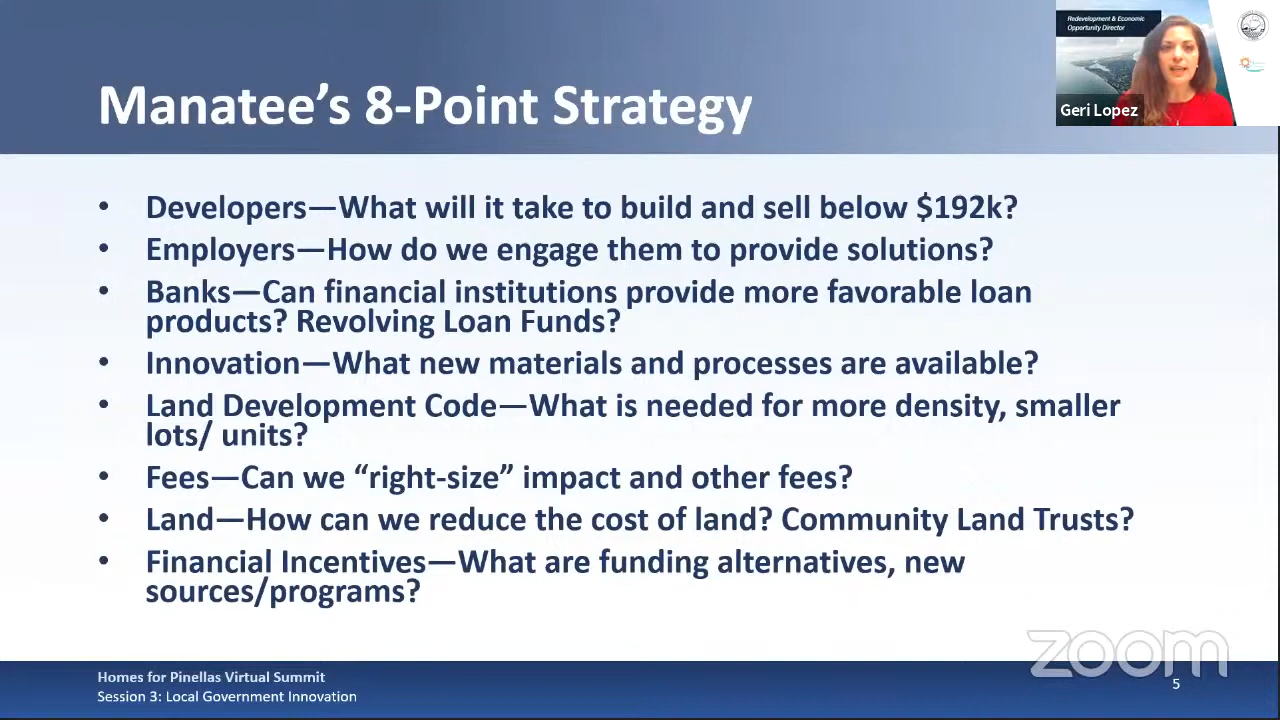 Redevelopment & Economic
Opportunity Director
Geri Lopez
Manatee's 8-Point Strategy
• Developers—What will it take to build and sell below $192k?
• Employers—How do we engage them to provide solutions?
• Banks—Can financial institutions provide more favorable loan
products? Revolving Loan Funds?
• Innovation—What new materials and processes are available?
• Land Development Code—What is needed for more density, smaller
lots/ units?
• Fees—Can we “right-size” impact and other fees?
• Land—How can we reduce the cost of land? Community Land Trusts?
• Financial Incentives—What are funding alternatives, new
sources/programs?
zoom
Homes for Pinellas Virtual Summit
Session 3: Local Government Innovation
5